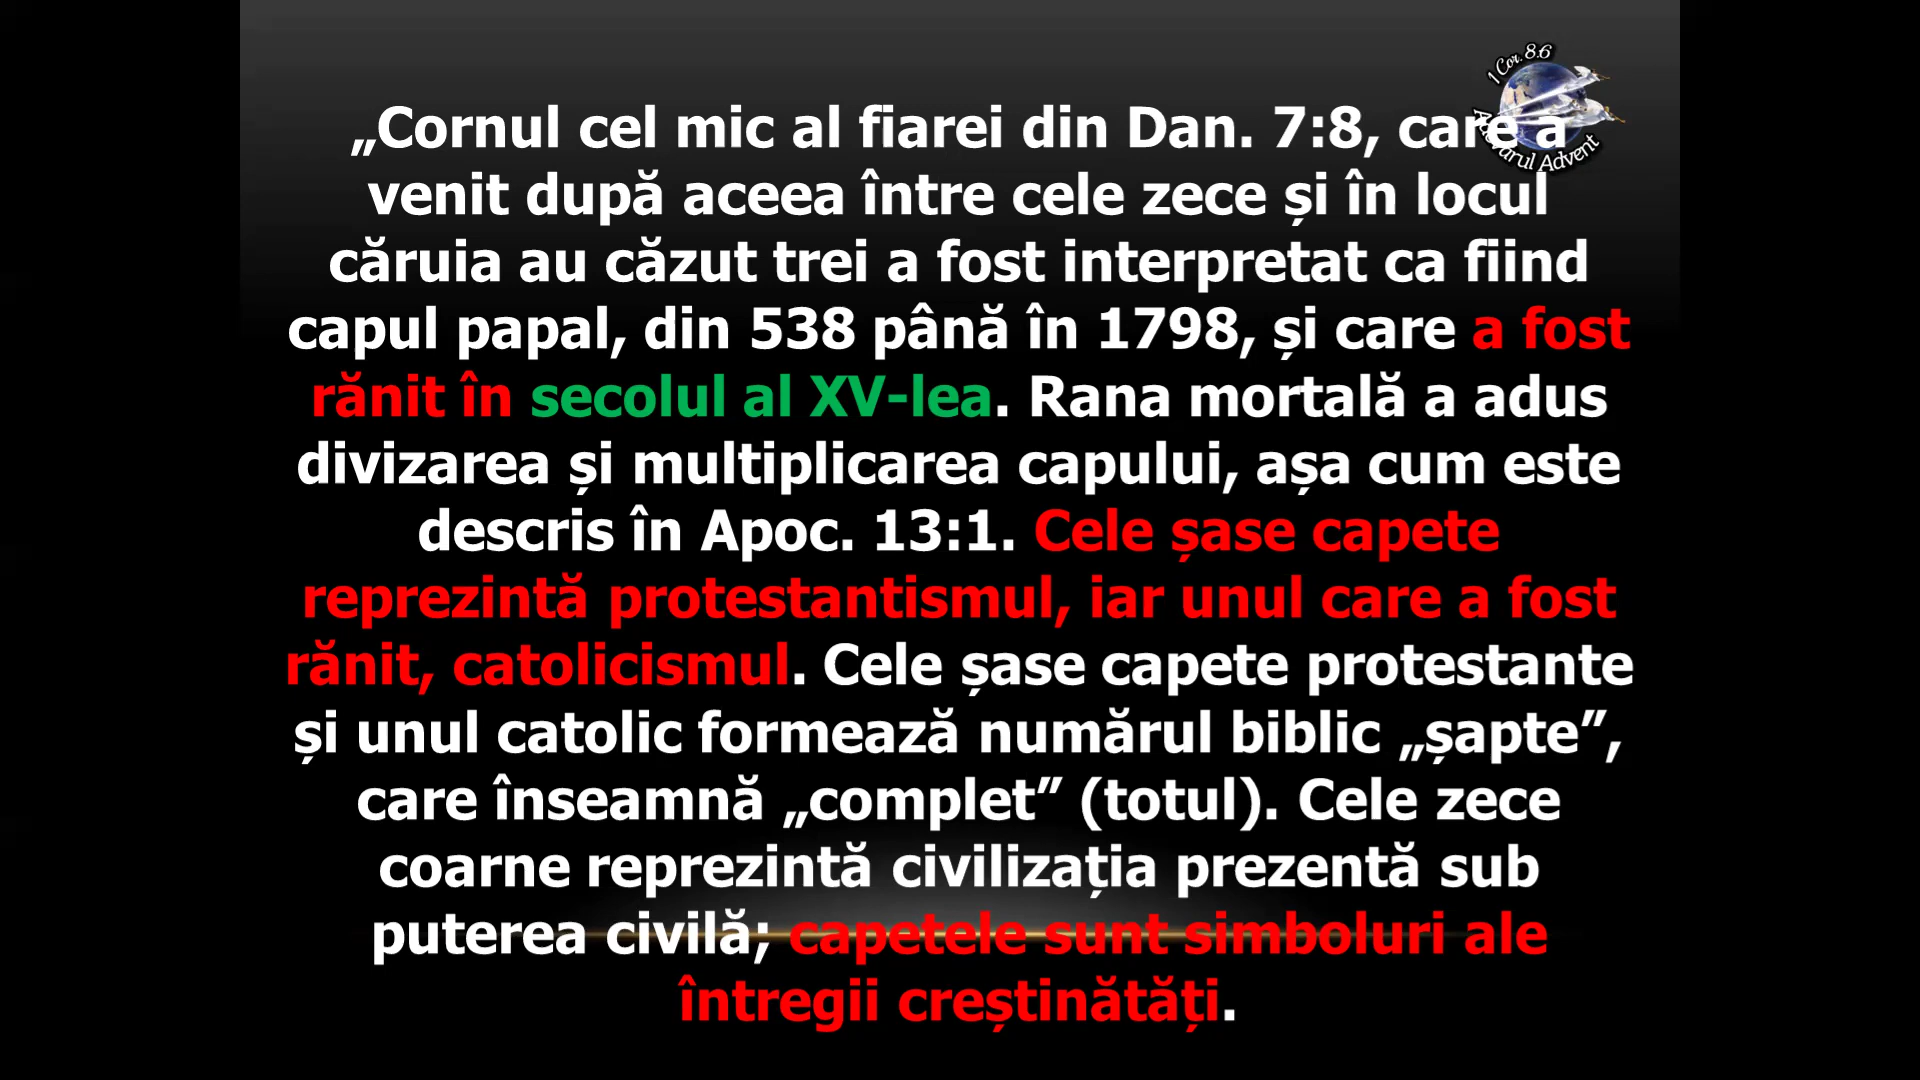 1 Cor. 8:6
Adevărul Advent
„Cornul cel mic al fiarei din Dan. 7:8, care a
venit după aceea între cele zece și în locul
căruia au căzut trei a fost interpretat ca fiind
capul papal, din 538 până în 1798, și care a fost
rănit în secolul al XV-lea. Rana mortală a adus
divizarea și multiplicarea capului, așa cum este
descris în Apoc. 13:1. Cele șase capete
reprezintă protestantismul, iar unul care a fost
rănit, catolicismul. Cele șase capete protestante
și unul catolic formează numărul biblic „șapte”,
care înseamnă „complet” (totul). Cele zece
coarne reprezintă civilizația prezentă sub
puterea civilă; capetele sunt simboluri ale
întregii creștinătăți.